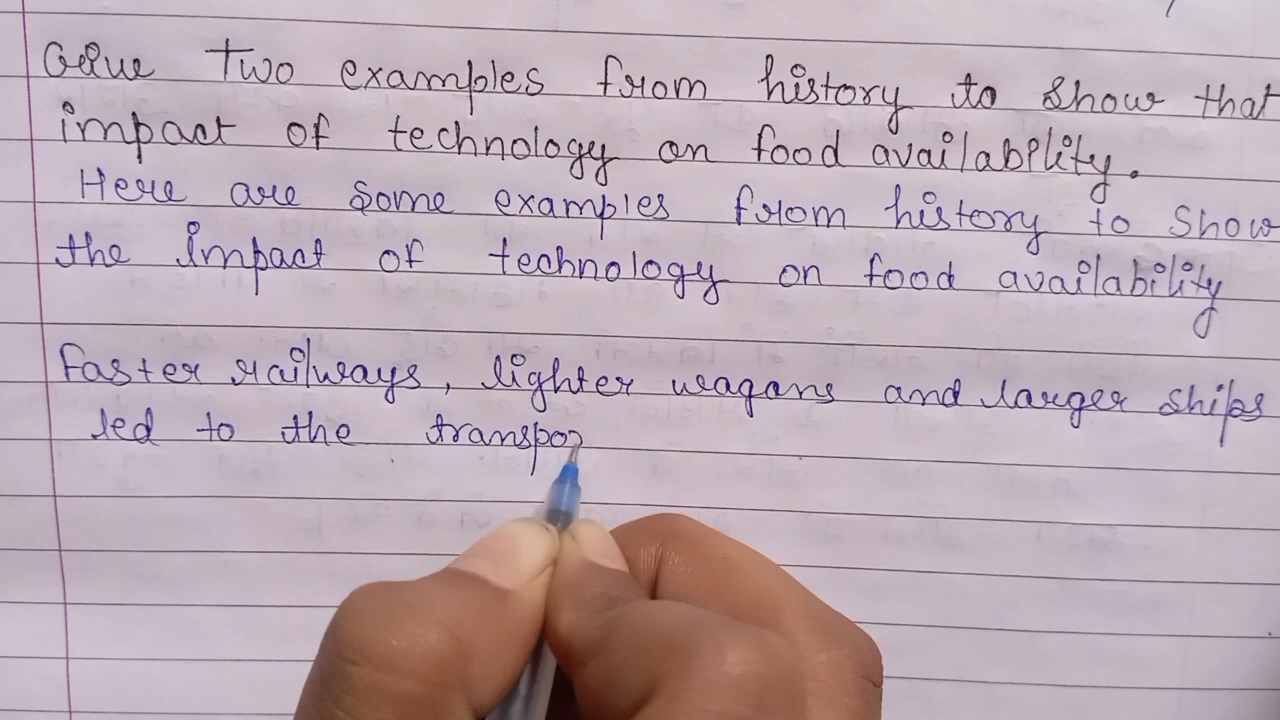 Give Two examples from history to show that
impact of technology on food availability.
Here are some examples from history to show
the impact of technology on food availability
Faster railways, lighter wagans and larger ships
led to the transpor